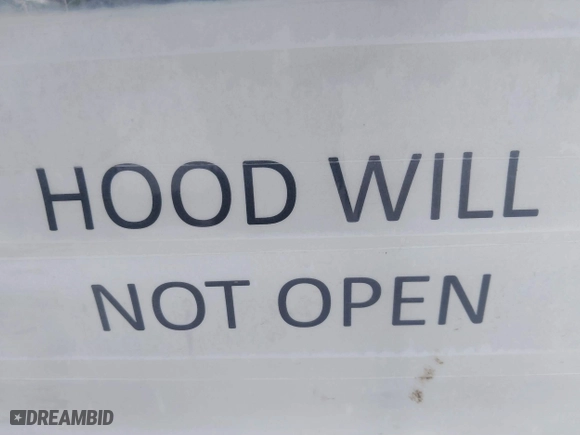 HOOD WILL
NOT OPEN
DREAMBID